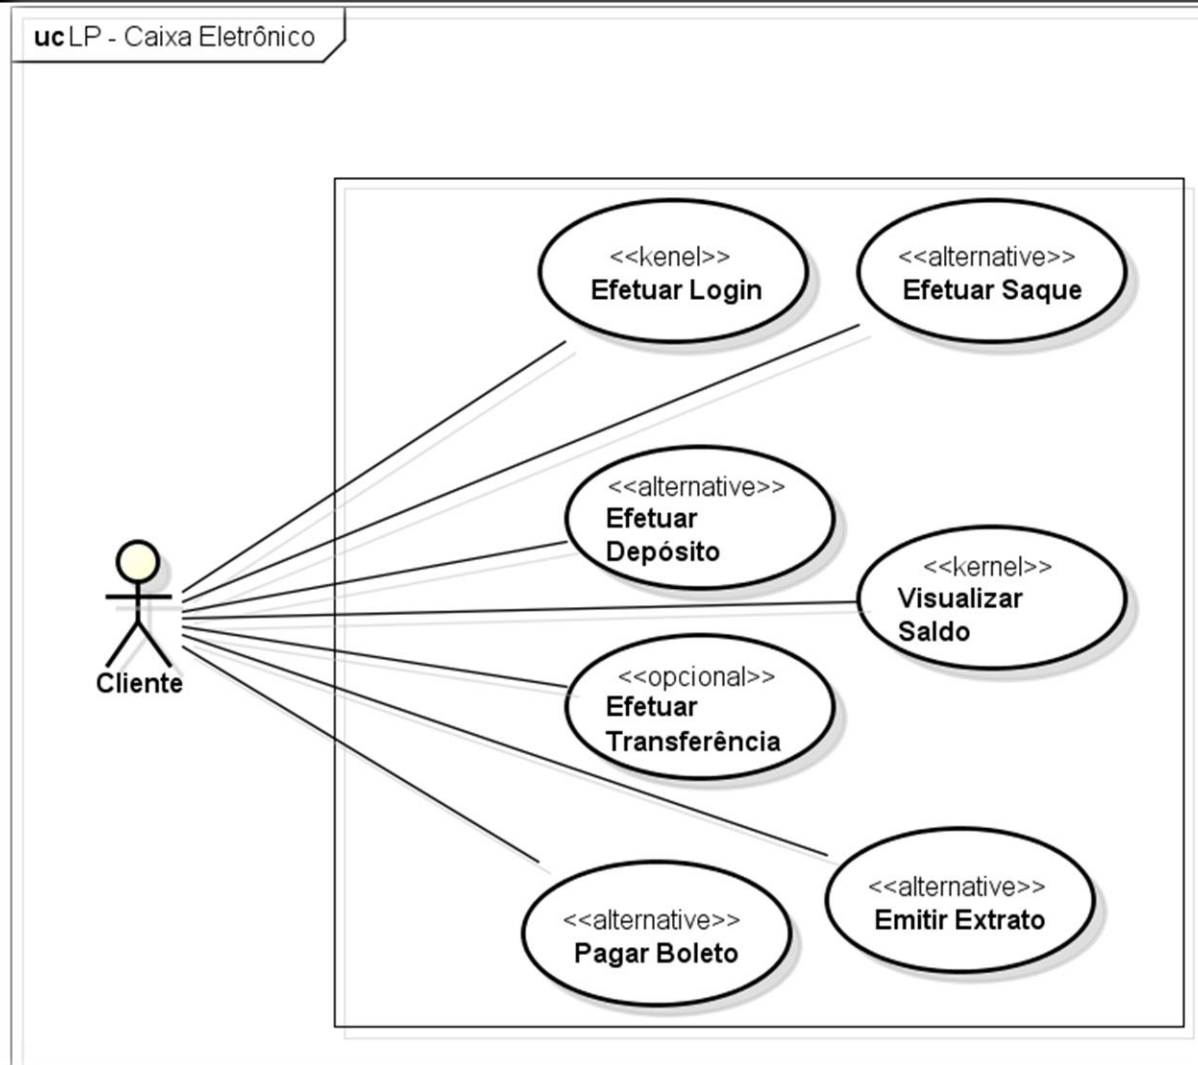 uc LP - Caixa Eletrônico
<<kenel>>
Efetuar Login
<<alternative>>
Efetuar Saque
<<alternative>>
Efetuar
Depósito
<<kernel>>
Visualizar
Saldo
<<opcional>>
Efetuar
Transferência
Cliente
<<alternative>>
Pagar Boleto
<<alternative>>
Emitir Extrato